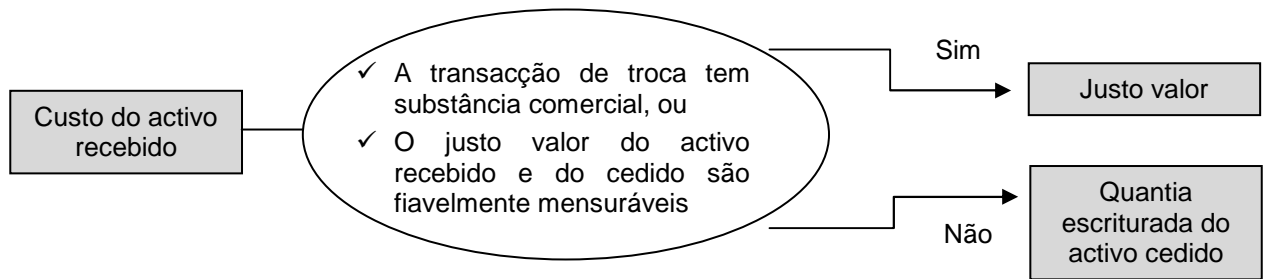 Custo do activo
recebido
✓ A transacção de troca tem
substância comercial, ou
✓ O justo valor do activo
recebido e do cedido são
fiavelmente mensuráveis
Sim
Justo valor
Não
Quantia
escriturada do
activo cedido